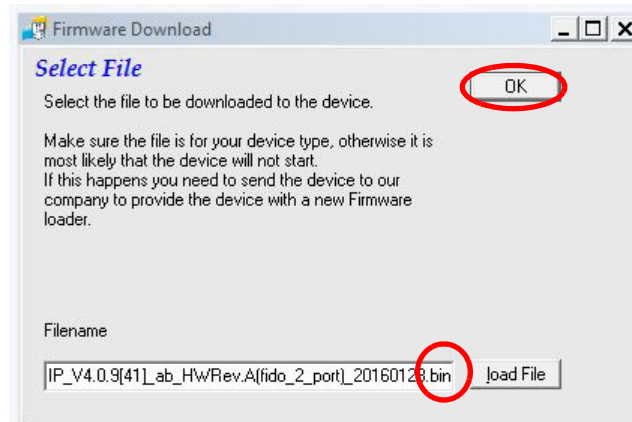 Firmware Download
Select File
OK
Select the file to be downloaded to the device.
Make sure the file is for your device type, otherwise it is
most likely that the device will not start.
If this happens you need to send the device to our
company to provide the device with a new Firmware
loader.
Filename
IP_V4.0.9[41]_ab_HWRev.A(fido_2_port)_20160128.bin
load File